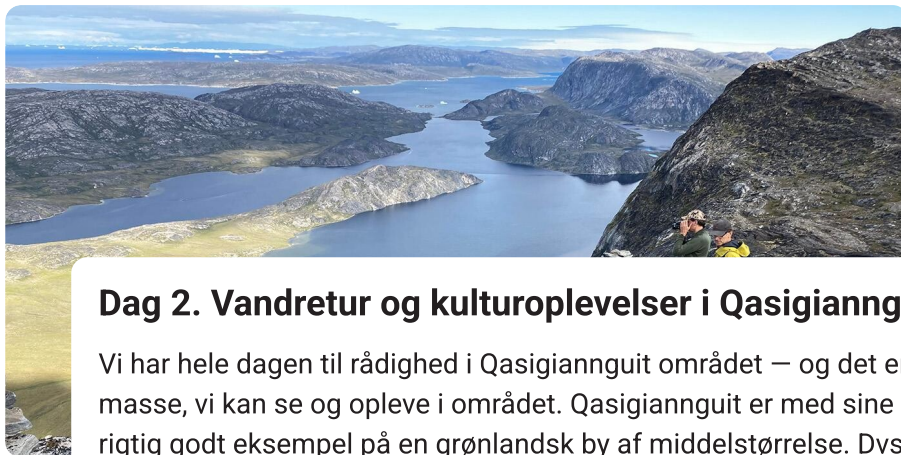 Dag 2. Vandretur og kulturoplevelser i Qasigianng
Vi har hele dagen til rådighed i Qasigiannguit området — og det e
masse, vi kan se og opleve i området. Qasigiannguit er med sine
rigtig godt eksempel på en grønlandsk by af middelstørrelse. Dvs